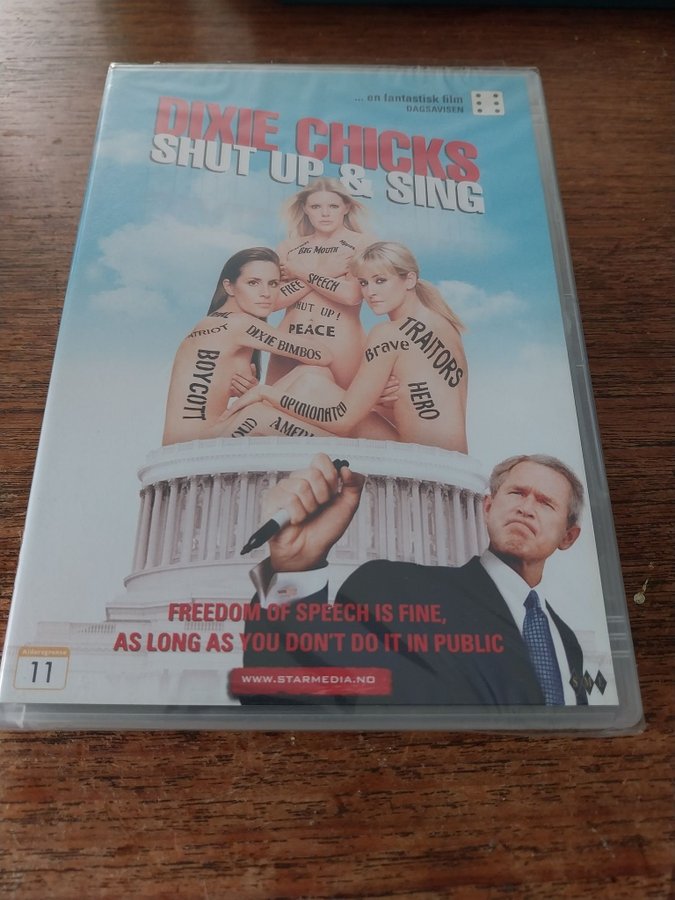 ... en fantastisk film
DAGSAVISEN
DIXIE CHICKS
SHUT UP & SING
BIG MOUTH
FREE SPEECH
SHUT UP!
PEACE
PATRIOT
DIXIE BIMBOS
BOYCOTT
TRAITORS
Brave
HERO
OPINIONATED
FREEDOM OF SPEECH IS FINE,
AS LONG AS YOU DON'T DO IT IN PUBLIC
Aldersgrense
11
WWW.STARMEDIA.NO